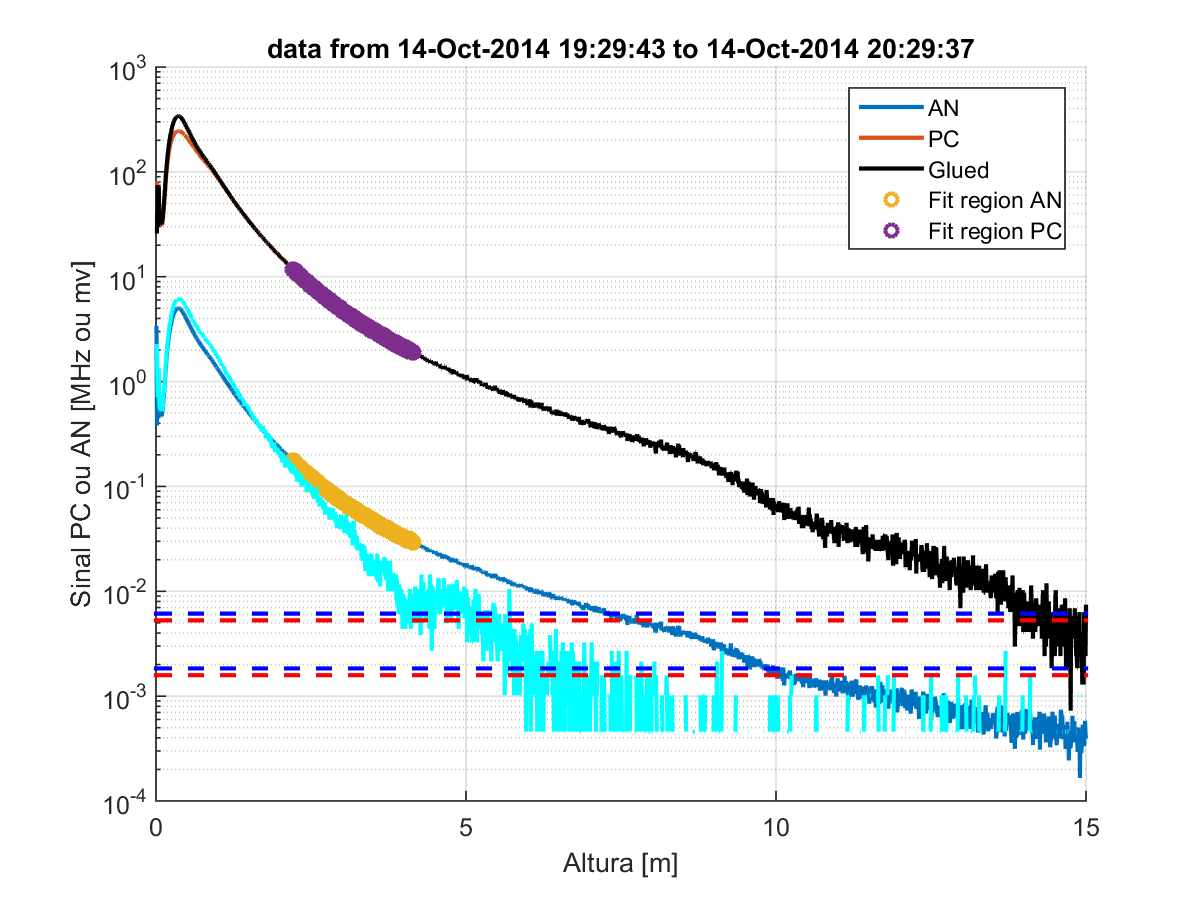 data from 14-Oct-2014 19:29:43 to 14-Oct-2014 20:29:37
AN
PC
Glued
Fit region AN
Fit region PC
Sinal PC ou AN [MHz ou mv]
10^3
10^2
10^1
10^0
10^-1
10^-2
10^-3
10^-4
0
5
10
15
Altura [m]